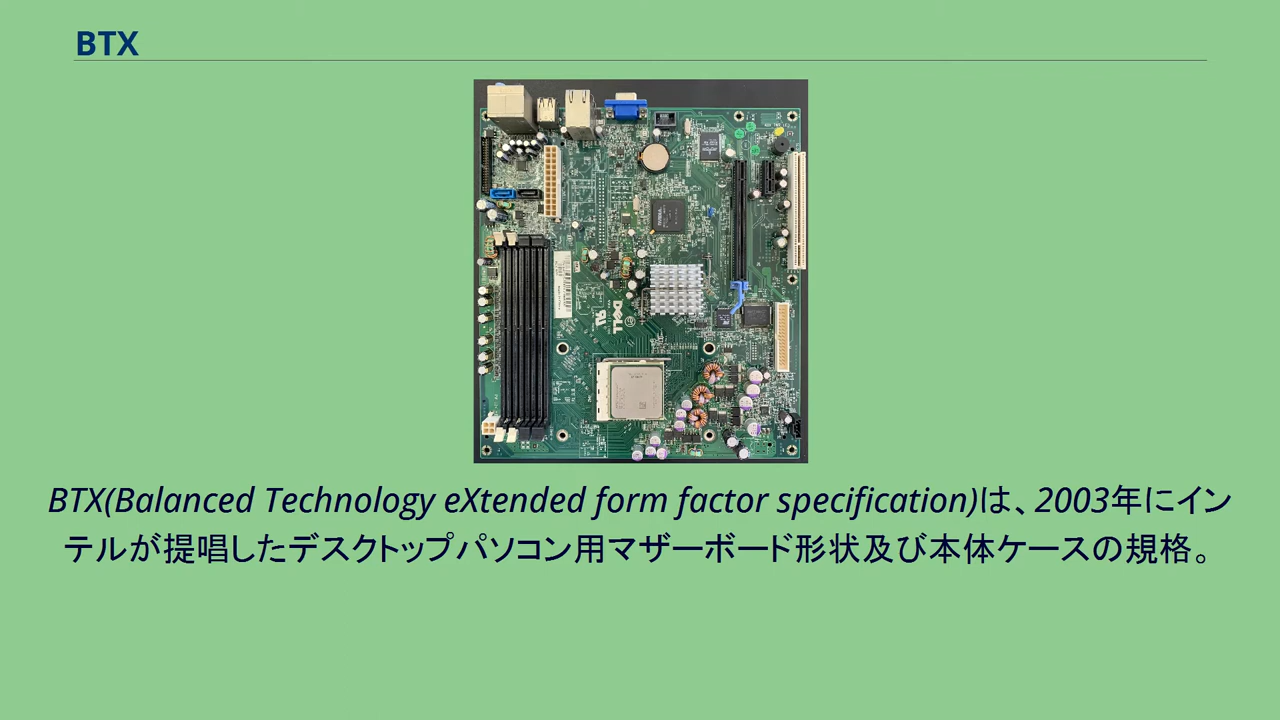 BTX
DELL
BTX(Balanced Technology eXtended form factor specification)は、2003年にイン
テルが提唱したデスクトップパソコン用マザーボード形状及び本体ケースの規格。